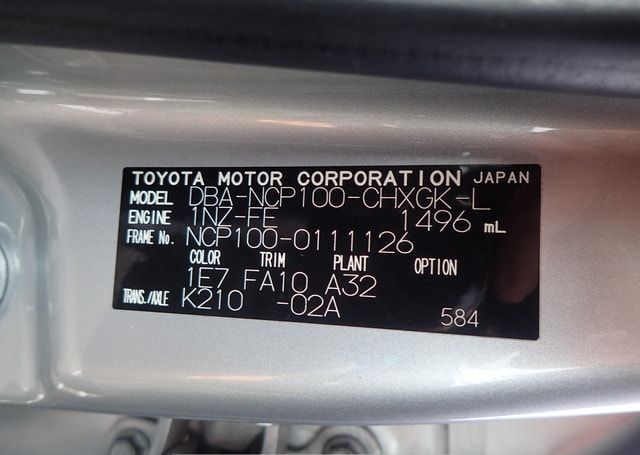 TOYOTA MOTOR CORPORATION JAPAN
MODEL DBA-NCP100-CHXGK-L
ENGINE 1NZ-FE 1496 mL
FRAME No. NCP100-0111126
COLOR TRIM PLANT OPTION
1E7 FA10 A32
TRANS./AXLE K210 -02A
584